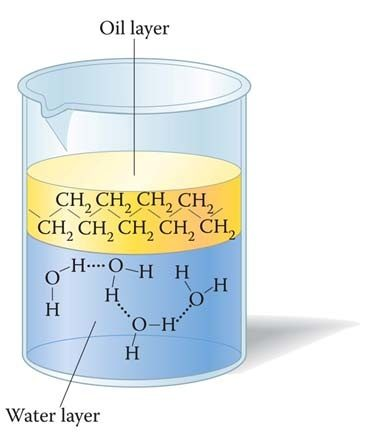 Oil layer
CH₂ CH₂ CH₂ CH₂
CH₂ CH₂ CH₂ CH₂ CH₂
H O H H
O H
H O
H
O H
H
Water layer